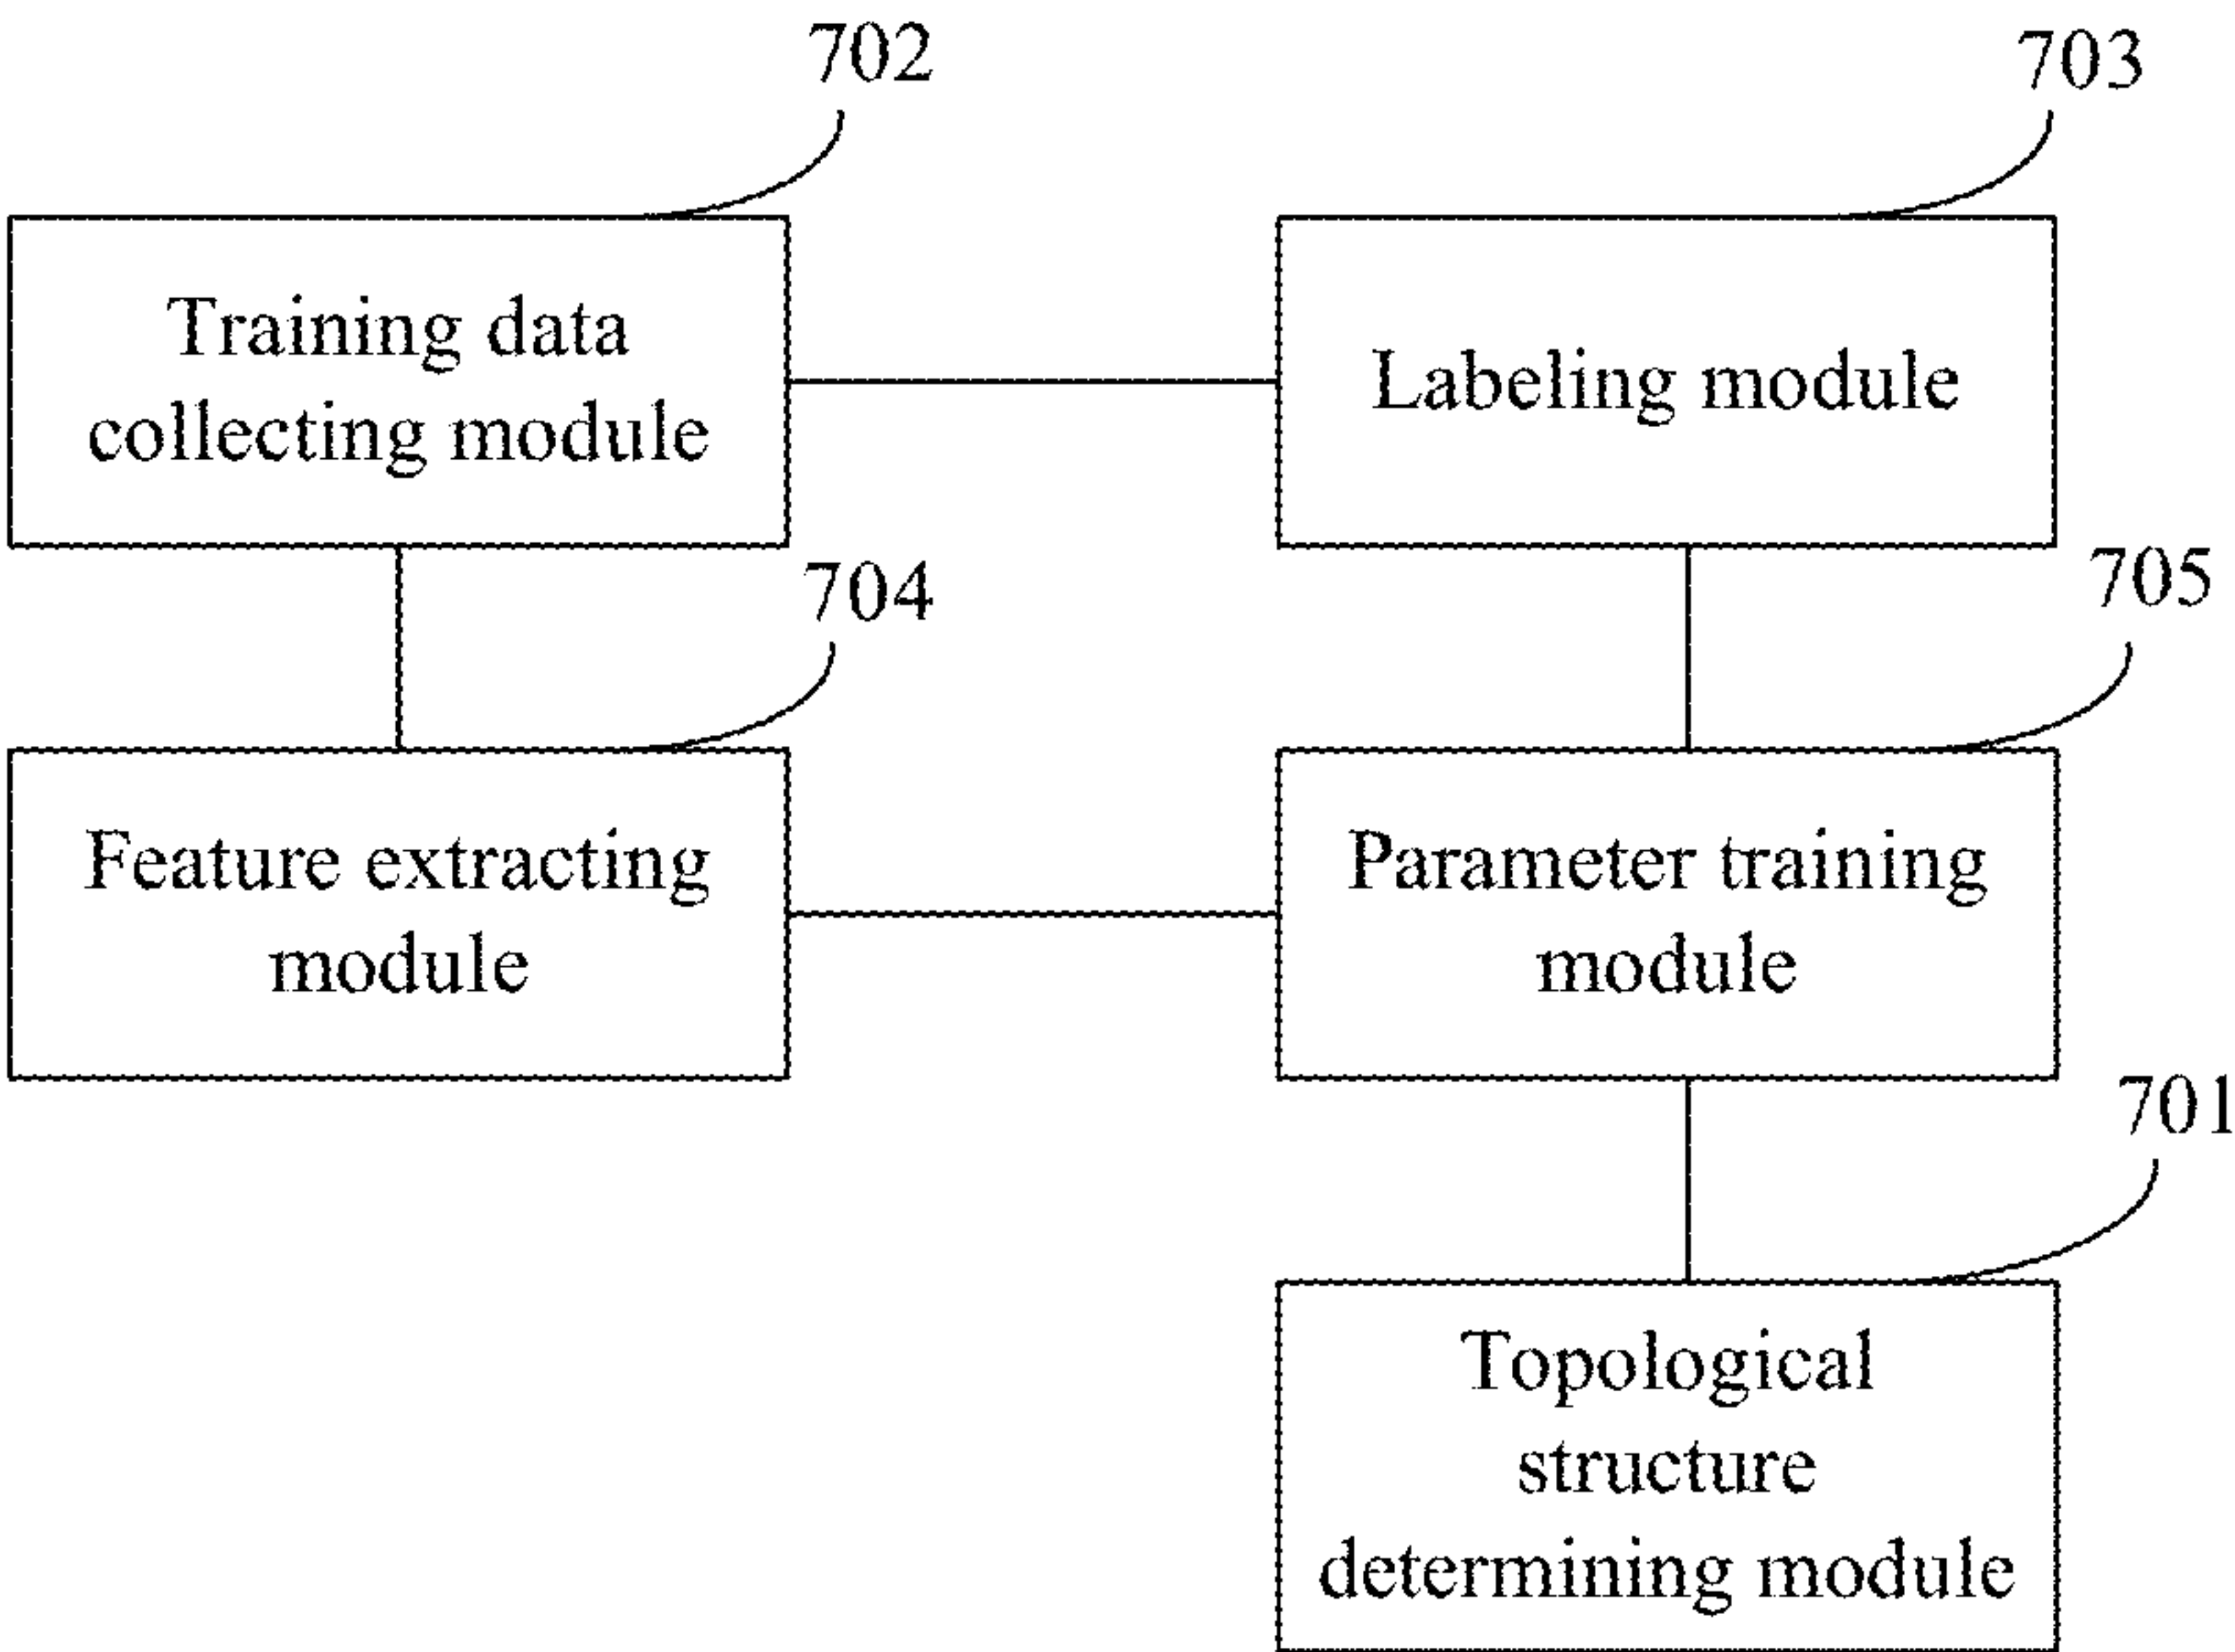 702
703
Training data
collecting module
Labeling module
704
705
Feature extracting
module
Parameter training
module
701
Topological
structure
determining module